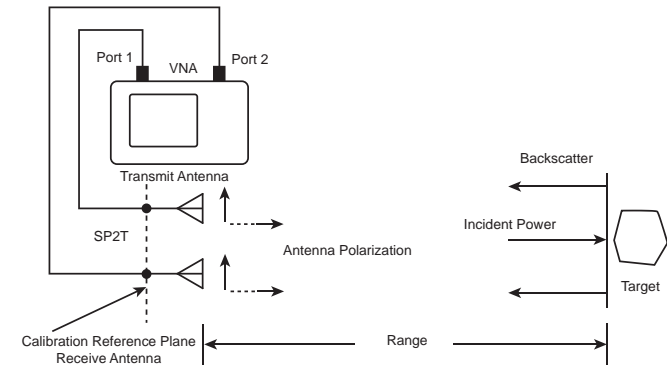 Port 1
VNA
Port 2
Transmit Antenna
SP2T
Antenna Polarization
Backscatter
Incident Power
Target
Calibration Reference Plane
Receive Antenna
Range